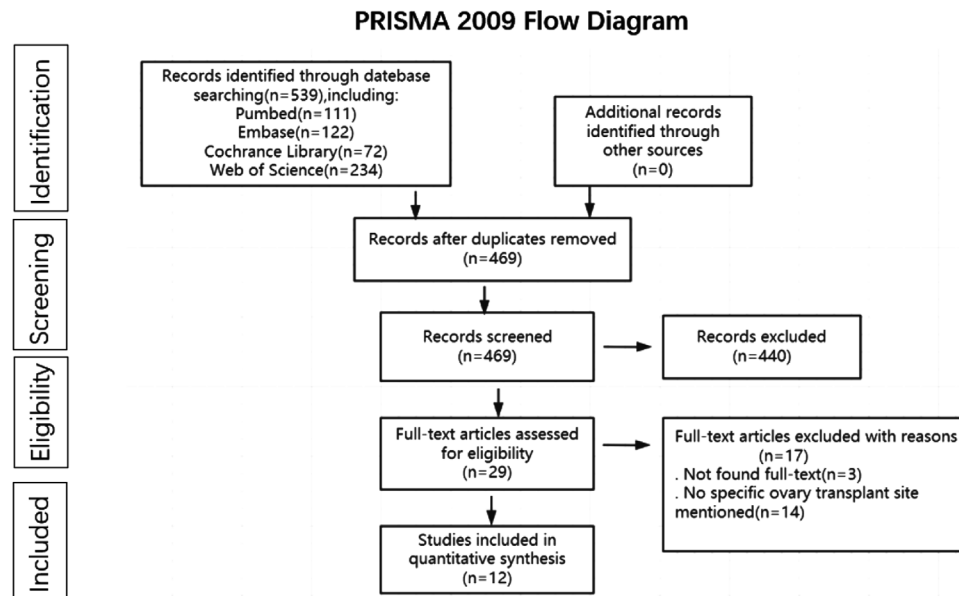 PRISMA 2009 Flow Diagram
Identification
Records identified through datebase
searching(n=539),including:
Pumbed(n=111)
Embase(n=122)
Cochrance Library(n=72)
Web of Science(n=234)
Additional records
identified through
other sources
(n=0)
Screening
Records after duplicates removed
(n=469)
Records screened
(n=469)
Records excluded
(n=440)
Eligibility
Full-text articles assessed
for eligibility
(n=29)
Full-text articles excluded with reasons
(n=17)
. Not found full-text(n=3)
. No specific ovary transplant site
mentioned(n=14)
Included
Studies included in
quantitative synthesis
(n=12)